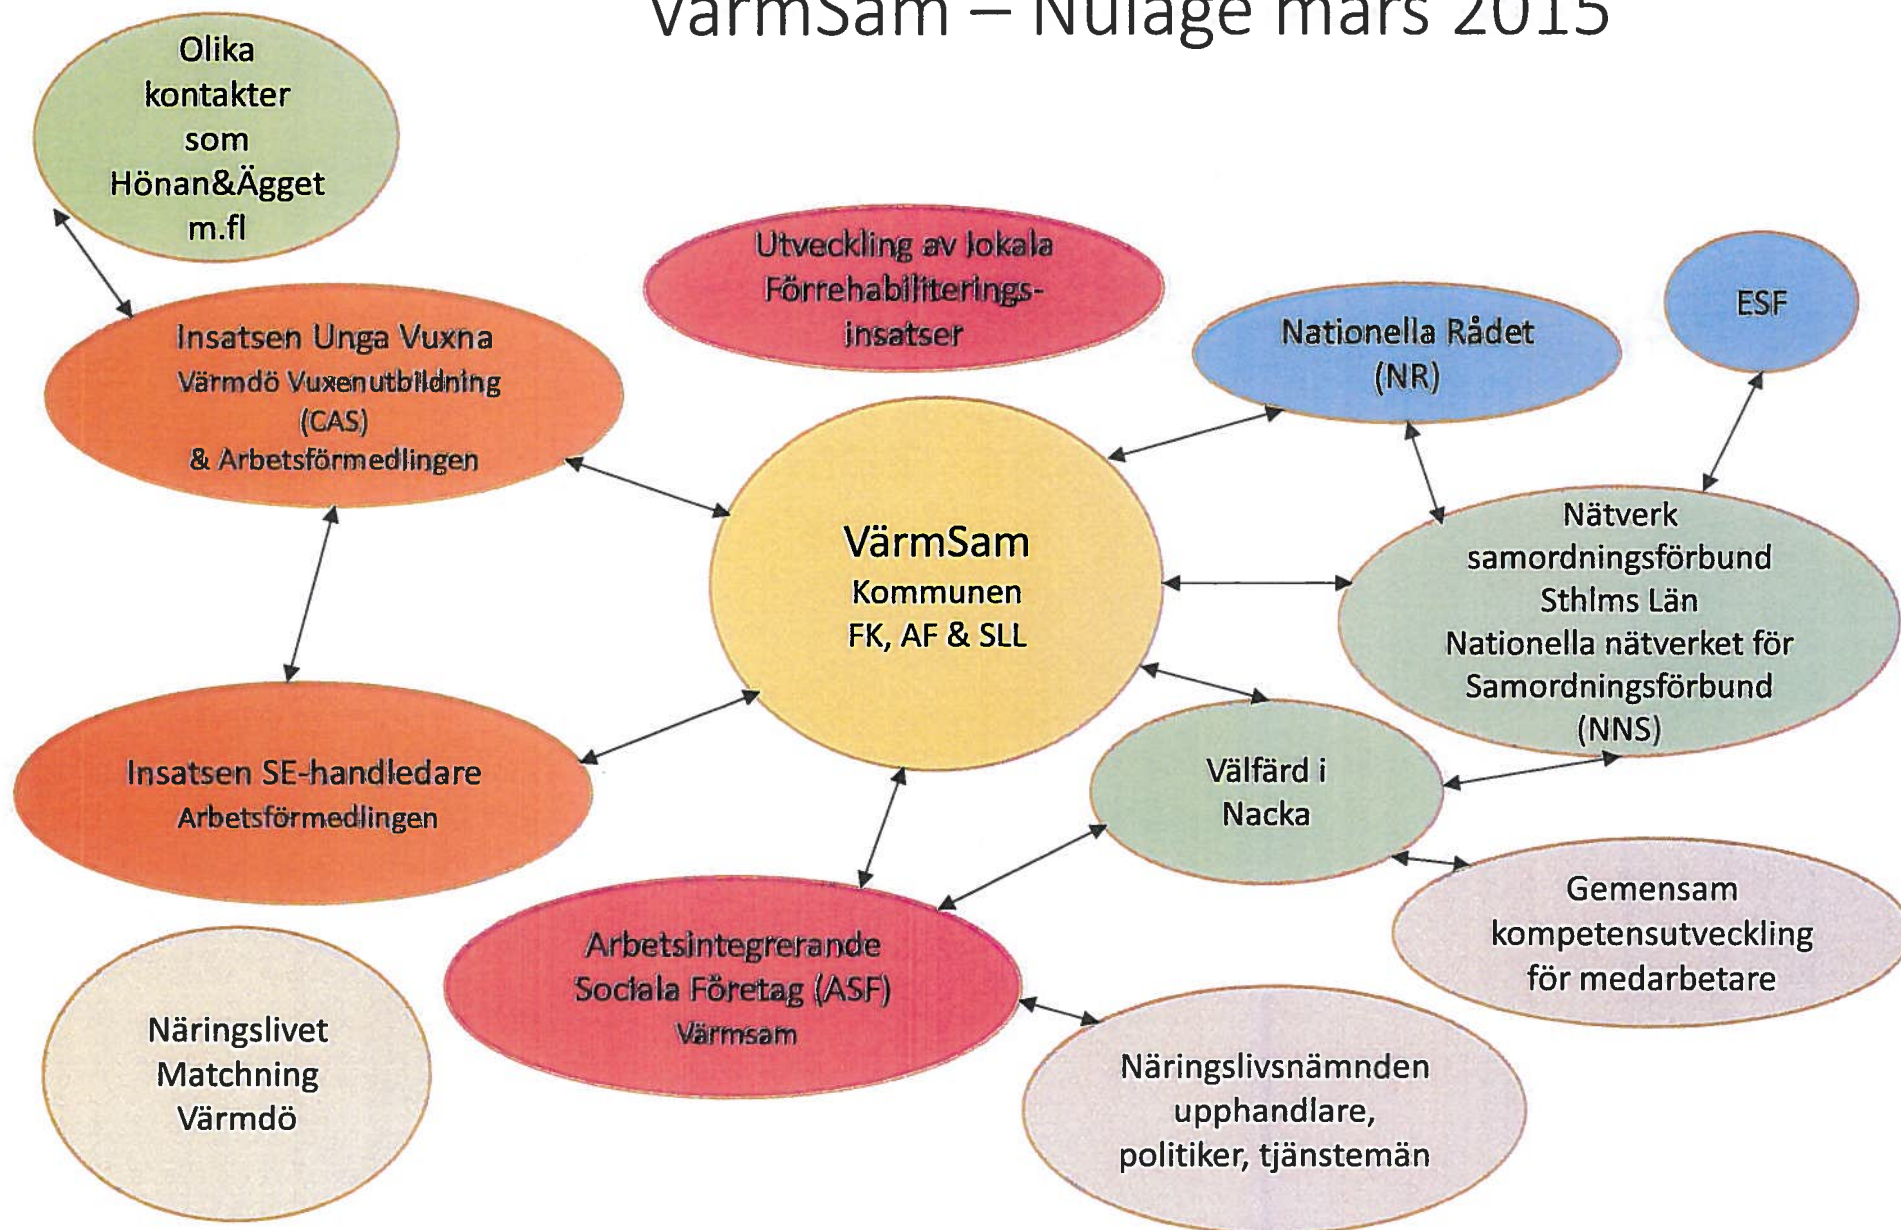 VärmSam – Nuläge mars 2015
Olika
kontakter
som
Hönan&Ägget
m.fl
Utveckling av lokala
Förrehabiliterings-
insatser
ESF
Nationella Rådet
(NR)
Insatsen Unga Vuxna
Värmdö Vuxenutbildning
(CAS)
& Arbetsförmedlingen
VärmSam
Kommunen
FK, AF & SLL
Nätverk
samordningsförbund
Sthlms Län
Nationella nätverket för
Samordningsförbund
(NNS)
Insatsen SE-handledare
Arbetsförmedlingen
Välfärd i
Nacka
Gemensam
kompetensutveckling
för medarbetare
Arbetsintegrerande
Sociala Företag (ASF)
Värmsam
Näringslivet
Matchning
Värmdö
Näringslivsnämnden
upphandlare,
politiker, tjänstemän